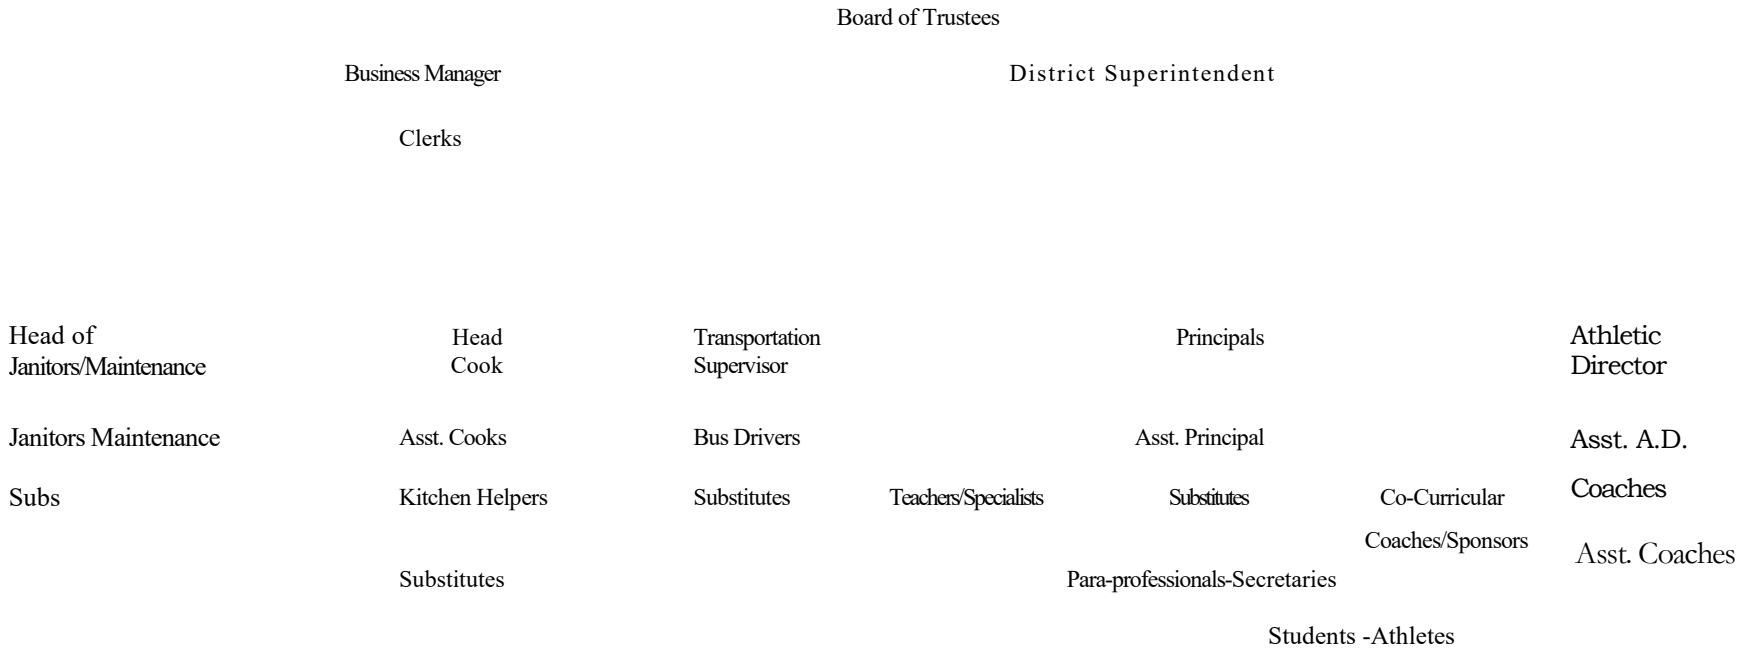 Board of Trustees
Business Manager District Superintendent
Clerks
Head of Head Transportation Principals Athletic
Janitors/Maintenance Cook Supervisor Director
Janitors Maintenance Asst. Cooks Bus Drivers Asst. Principal Asst. A.D.
Subs Kitchen Helpers Substitutes Teachers/Specialists Substitutes Co-Curricular Coaches
Coaches/Sponsors Asst. Coaches
Substitutes Para-professionals-Secretaries
Students -Athletes